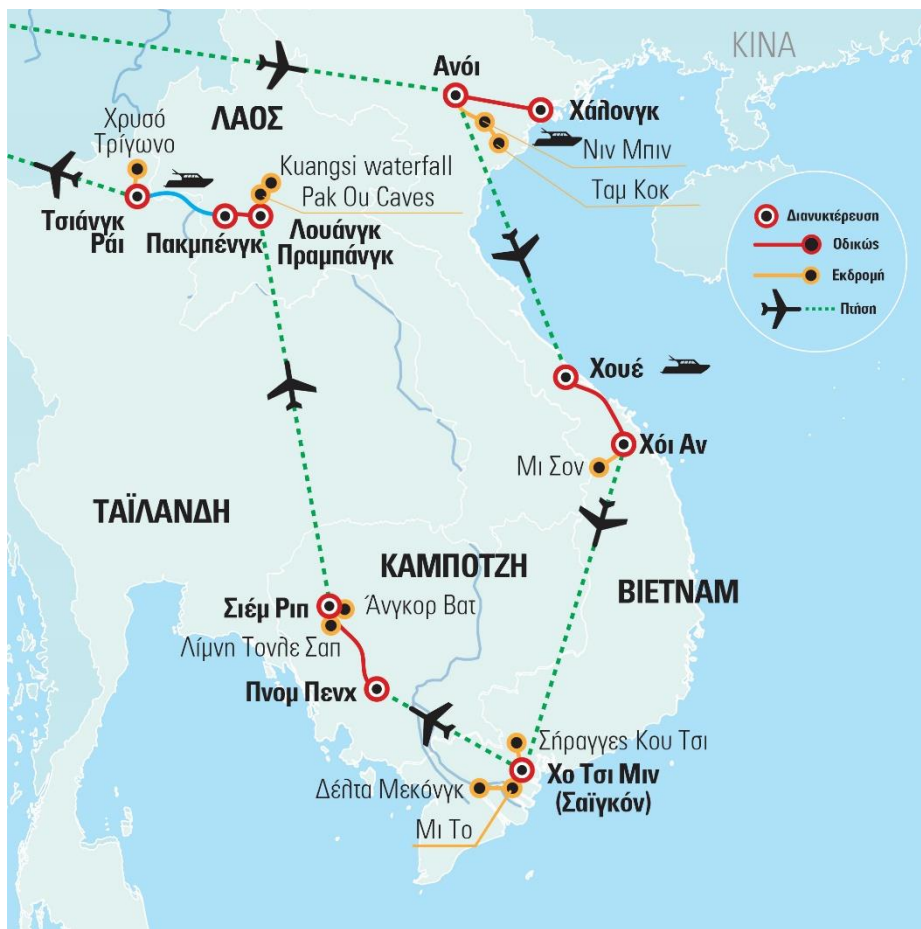 ΚΙΝΑ
Ανόι
Χάλονγκ
ΛΑΟΣ
Χρυσό
Τρίγωνο
Νιν Μπιν
Kuangsi waterfall
Pak Ou Caves
Ταμ Κοκ
Τσιάνγκ
Ράι
Πακμπένγκ
Λουάνγκ
Πραμπάνγκ
Διανυκτέρευση
Οδικώς
Εκδρομή
Πτήση
Χουέ
Χόι Αν
Μι Σον
ΤΑΪΛΑΝΔΗ
ΚΑΜΠΟΤΖΗ
ΒΙΕΤΝΑΜ
Σιέμ Ριπ
Άνγκορ Βατ
Λίμνη Τονλε Σαπ
Πνομ Πενχ
Σήραγγες Κου Τσι
Χο Τσι Μιν
(Σαϊγκόν)
Δέλτα Μεκόνγκ
Μι Το